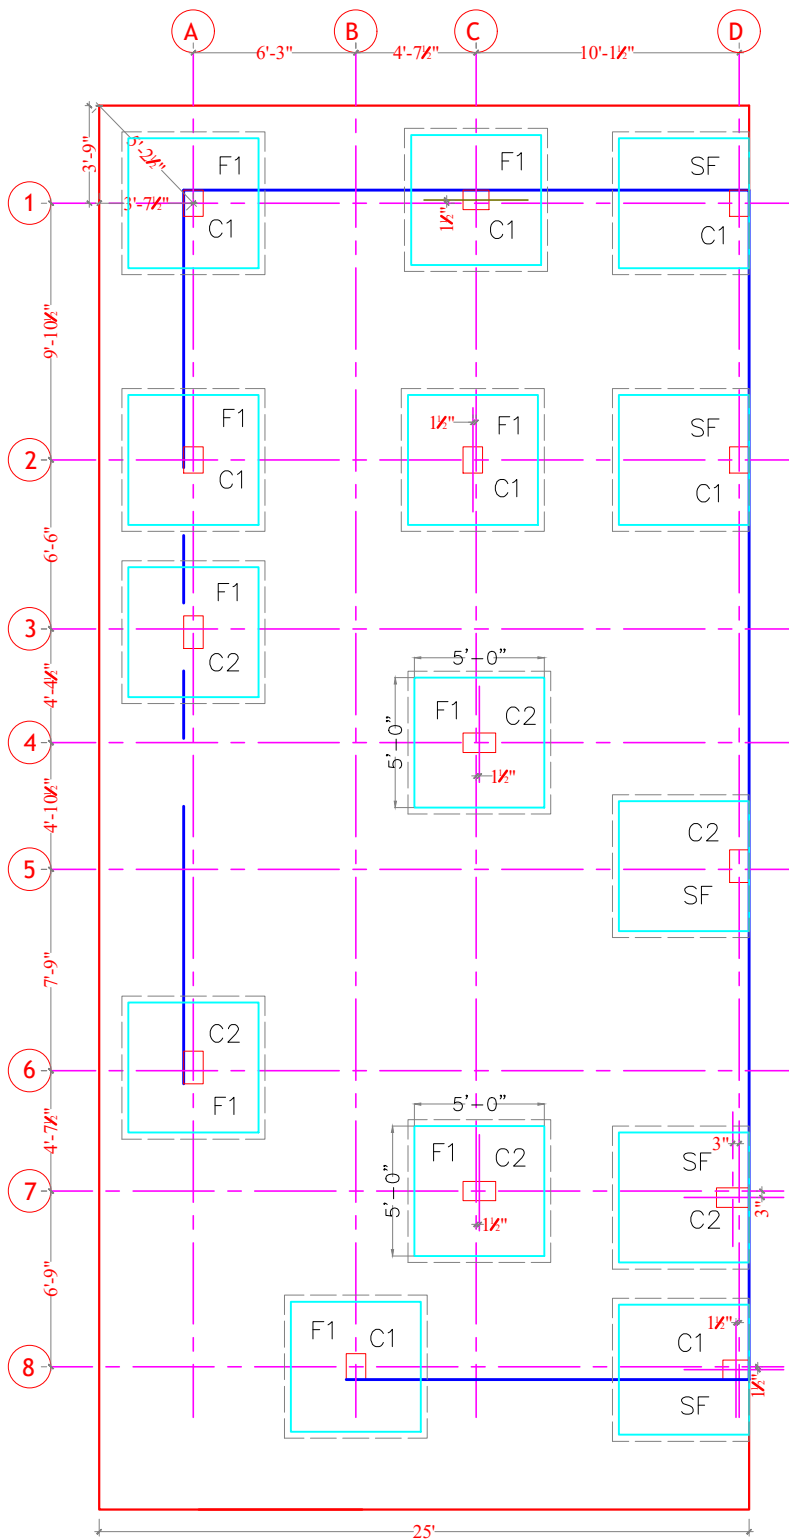 A B C D
6'-3" 4'-7½" 10'-1½"
3'-9"
6'-2½"
F1 F1 SF
1 3'-7½" 1½"
C1 C1 C1
9'-10½"
F1 1½" F1 SF
2
C1 C1 C1
6'-6"
F1
3
C2
5'-0"
4'-4½"
F1 C2
4 5'-0"
1½"
4'-10½"
C2
5
SF
7'-9"
C2
6
F1
5'-0"
4'-7½"
F1 C2 SF 3"
7 5'-0"
C2 3"
1½"
6'-9"
F1 C1 C1 1½"
8
1½"
SF
25'